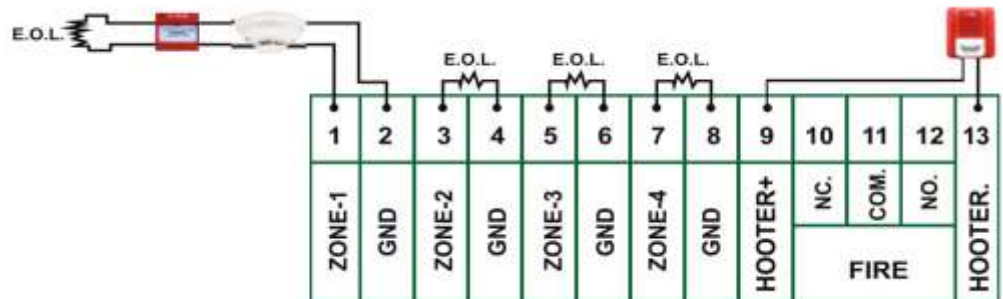 E.O.L.
E.O.L. E.O.L. E.O.L.
1 2 3 4 5 6 7 8 9 10 11 12 13
ZONE-1 GND ZONE-2 GND ZONE-3 GND ZONE-4 GND HOOTER+ NC. COM. NO. HOOTER.
FIRE